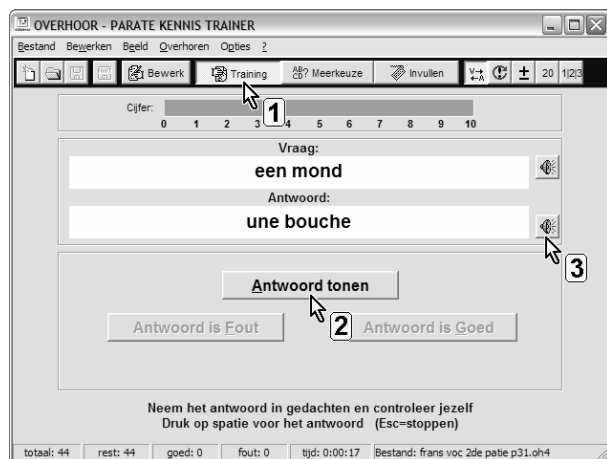 OVERHOOR - PARATE KENNIS TRAINER
Bestand Bewerken Beeld Overhoren Opties ?
Bewerk Training AB? CD? Meerkeuze Invullen V→ ←A ± 20 1|2|3
1
Cijfer:
0 1 2 3 4 5 6 7 8 9 10
Vraag:
een mond
Antwoord:
une bouche
3
Antwoord tonen
2
Antwoord is Fout Antwoord is Goed
Neem het antwoord in gedachten en controleer jezelf
Druk op spatie voor het antwoord (Esc=stoppen)
totaal: 44 rest: 44 goed: 0 fout: 0 tijd: 0:00:17 Bestand: frans voc 2de patie p31.oh4